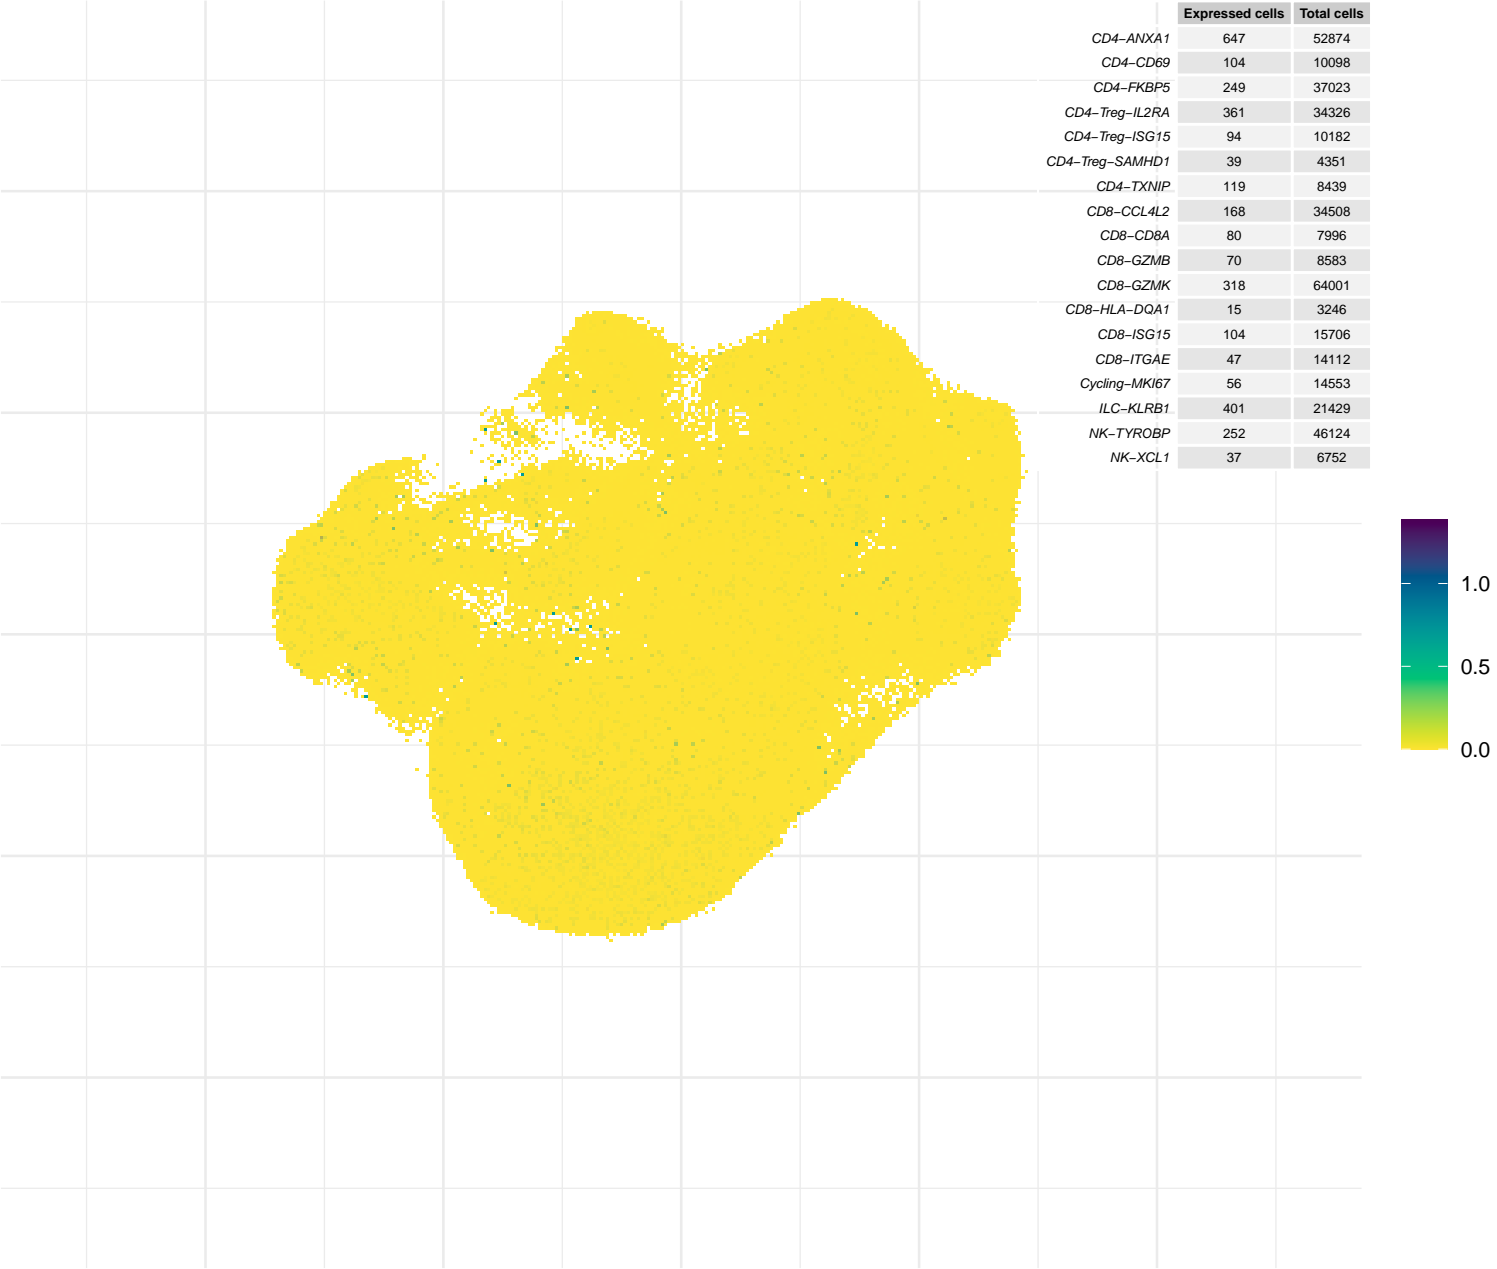 Expressed cells Total cells
CD4−ANXA1 647 52874
CD4−CD69 104 10098
CD4−FKBP5 249 37023
CD4−Treg−IL2RA 361 34326
CD4−Treg−ISG15 94 10182
CD4−Treg−SAMHD1 39 4351
CD4−TXNIP 119 8439
CD8−CCL4L2 168 34508
CD8−CD8A 80 7996
CD8−GZMB 70 8583
CD8−GZMK 318 64001
CD8−HLA−DQA1 15 3246
CD8−ISG15 104 15706
CD8−ITGAE 47 14112
Cycling−MKI67 56 14553
ILC−KLRB1 401 21429
NK−TYROBP 252 46124
NK−XCL1 37 6752
1.0
0.5
0.0